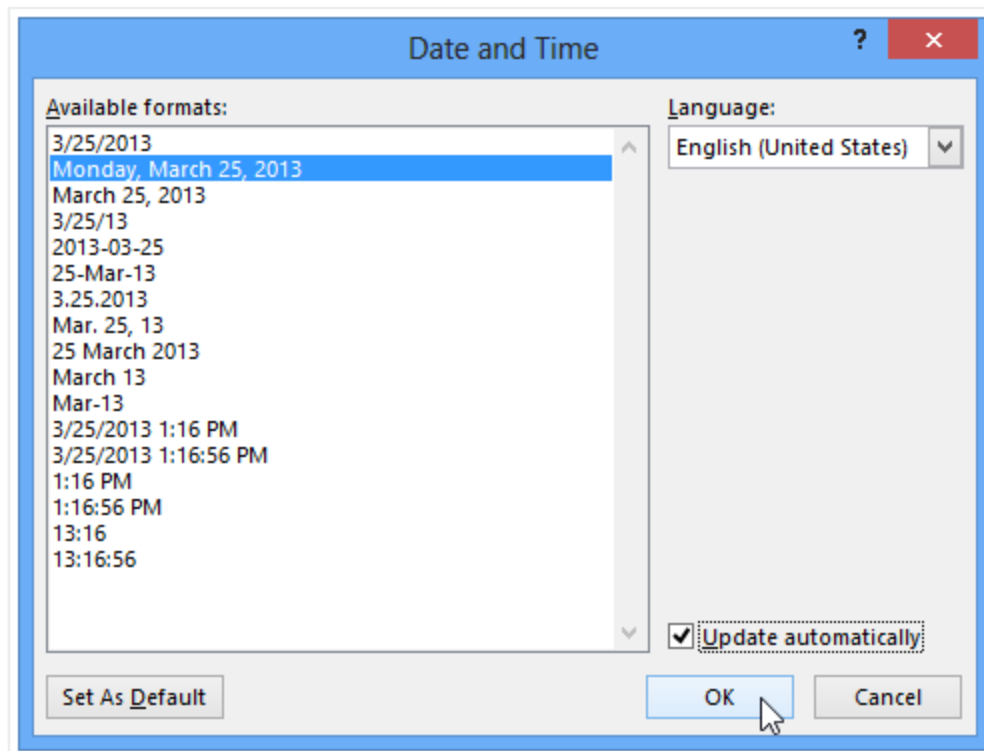 Date and Time
?
Available formats:
3/25/2013
Monday, March 25, 2013
March 25, 2013
3/25/13
2013-03-25
25-Mar-13
3.25.2013
Mar. 25, 13
25 March 2013
March 13
Mar-13
3/25/2013 1:16 PM
3/25/2013 1:16:56 PM
1:16 PM
1:16:56 PM
13:16
13:16:56
Language:
English (United States)
Update automatically
Set As Default
OK
Cancel